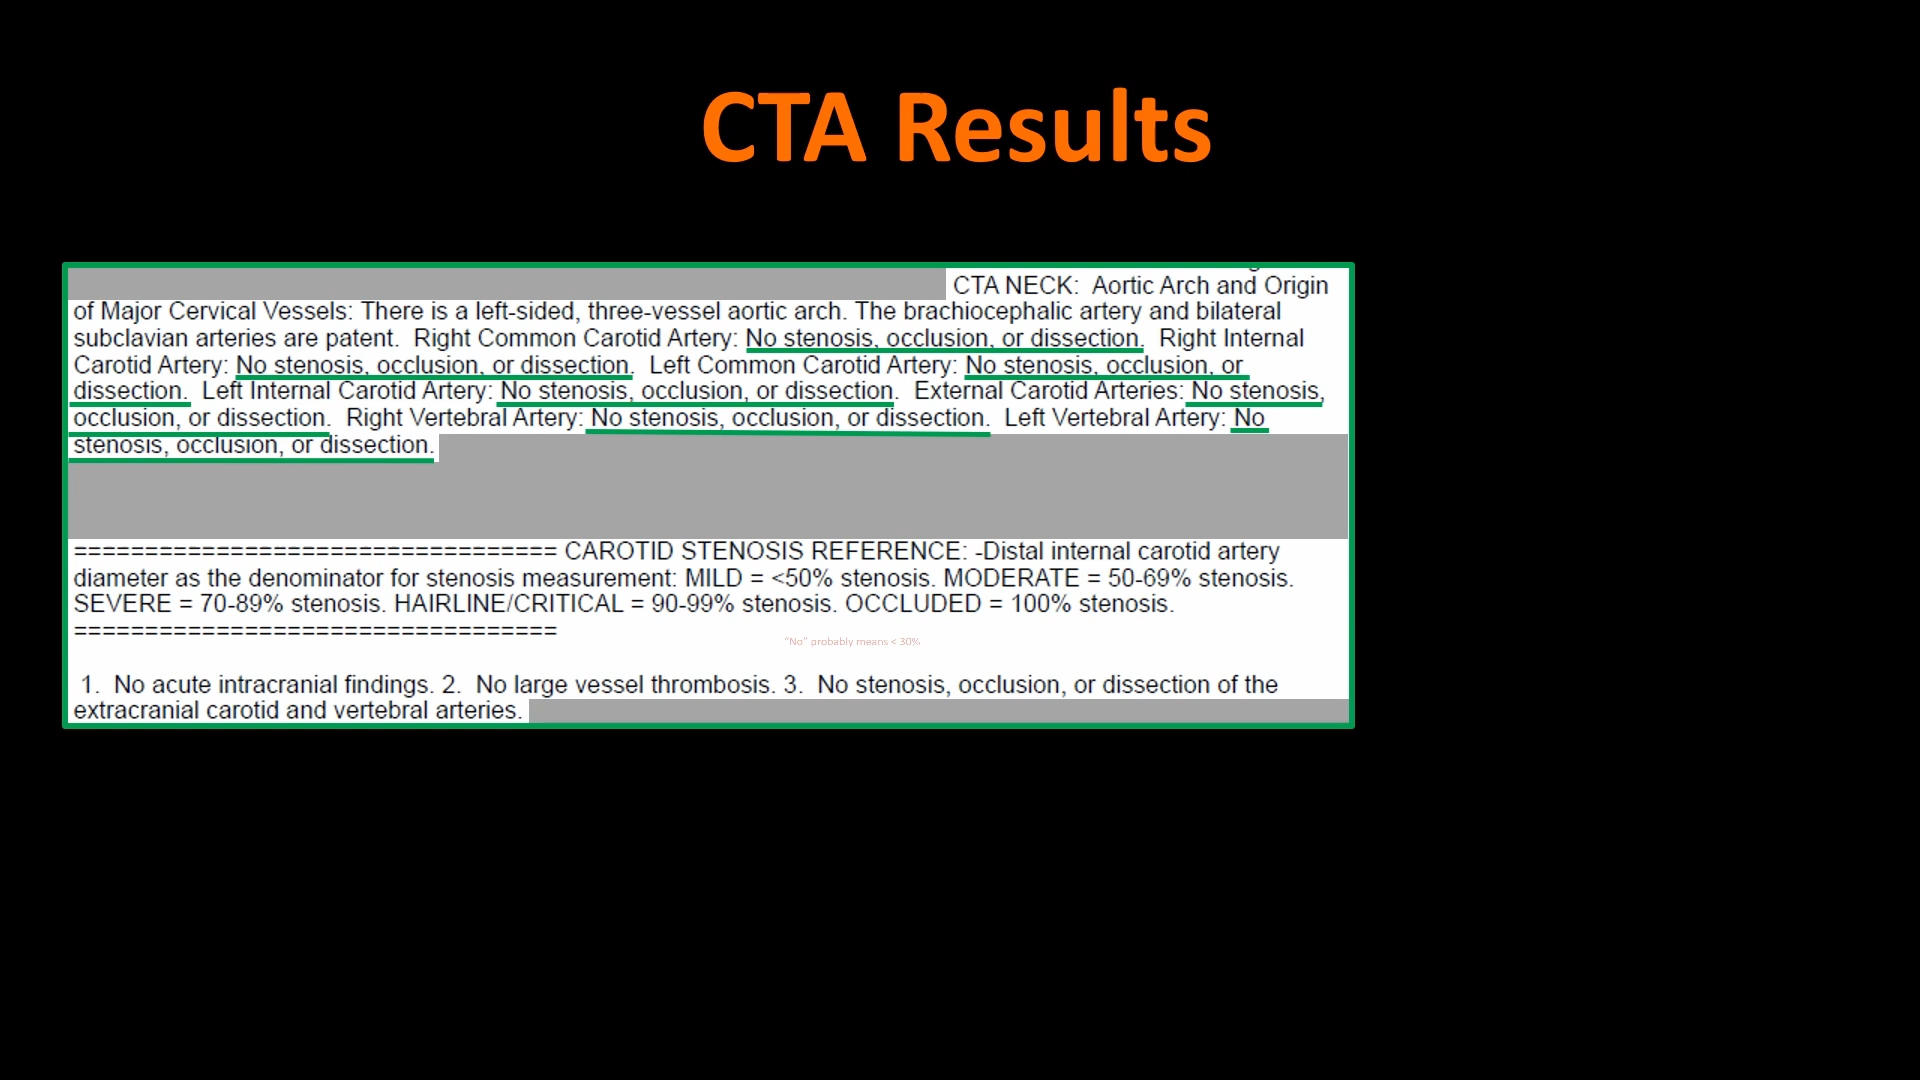 CTA Results
CTA NECK:  Aortic Arch and Origin
of Major Cervical Vessels: There is a left-sided, three-vessel aortic arch. The brachiocephalic artery and bilateral
subclavian arteries are patent.  Right Common Carotid Artery: No stenosis, occlusion, or dissection.  Right Internal
Carotid Artery: No stenosis, occlusion, or dissection.  Left Common Carotid Artery: No stenosis, occlusion, or
dissection.  Left Internal Carotid Artery: No stenosis, occlusion, or dissection.  External Carotid Arteries: No stenosis,
occlusion, or dissection.  Right Vertebral Artery: No stenosis, occlusion, or dissection.  Left Vertebral Artery: No
stenosis, occlusion, or dissection.
================================== CAROTID STENOSIS REFERENCE: -Distal internal carotid artery
diameter as the denominator for stenosis measurement: MILD = <50% stenosis. MODERATE = 50-69% stenosis.
SEVERE = 70-89% stenosis. HAIRLINE/CRITICAL = 90-99% stenosis. OCCLUDED = 100% stenosis.
==================================
“No” probably means < 30%
1.  No acute intracranial findings. 2.  No large vessel thrombosis. 3.  No stenosis, occlusion, or dissection of the
extracranial carotid and vertebral arteries.